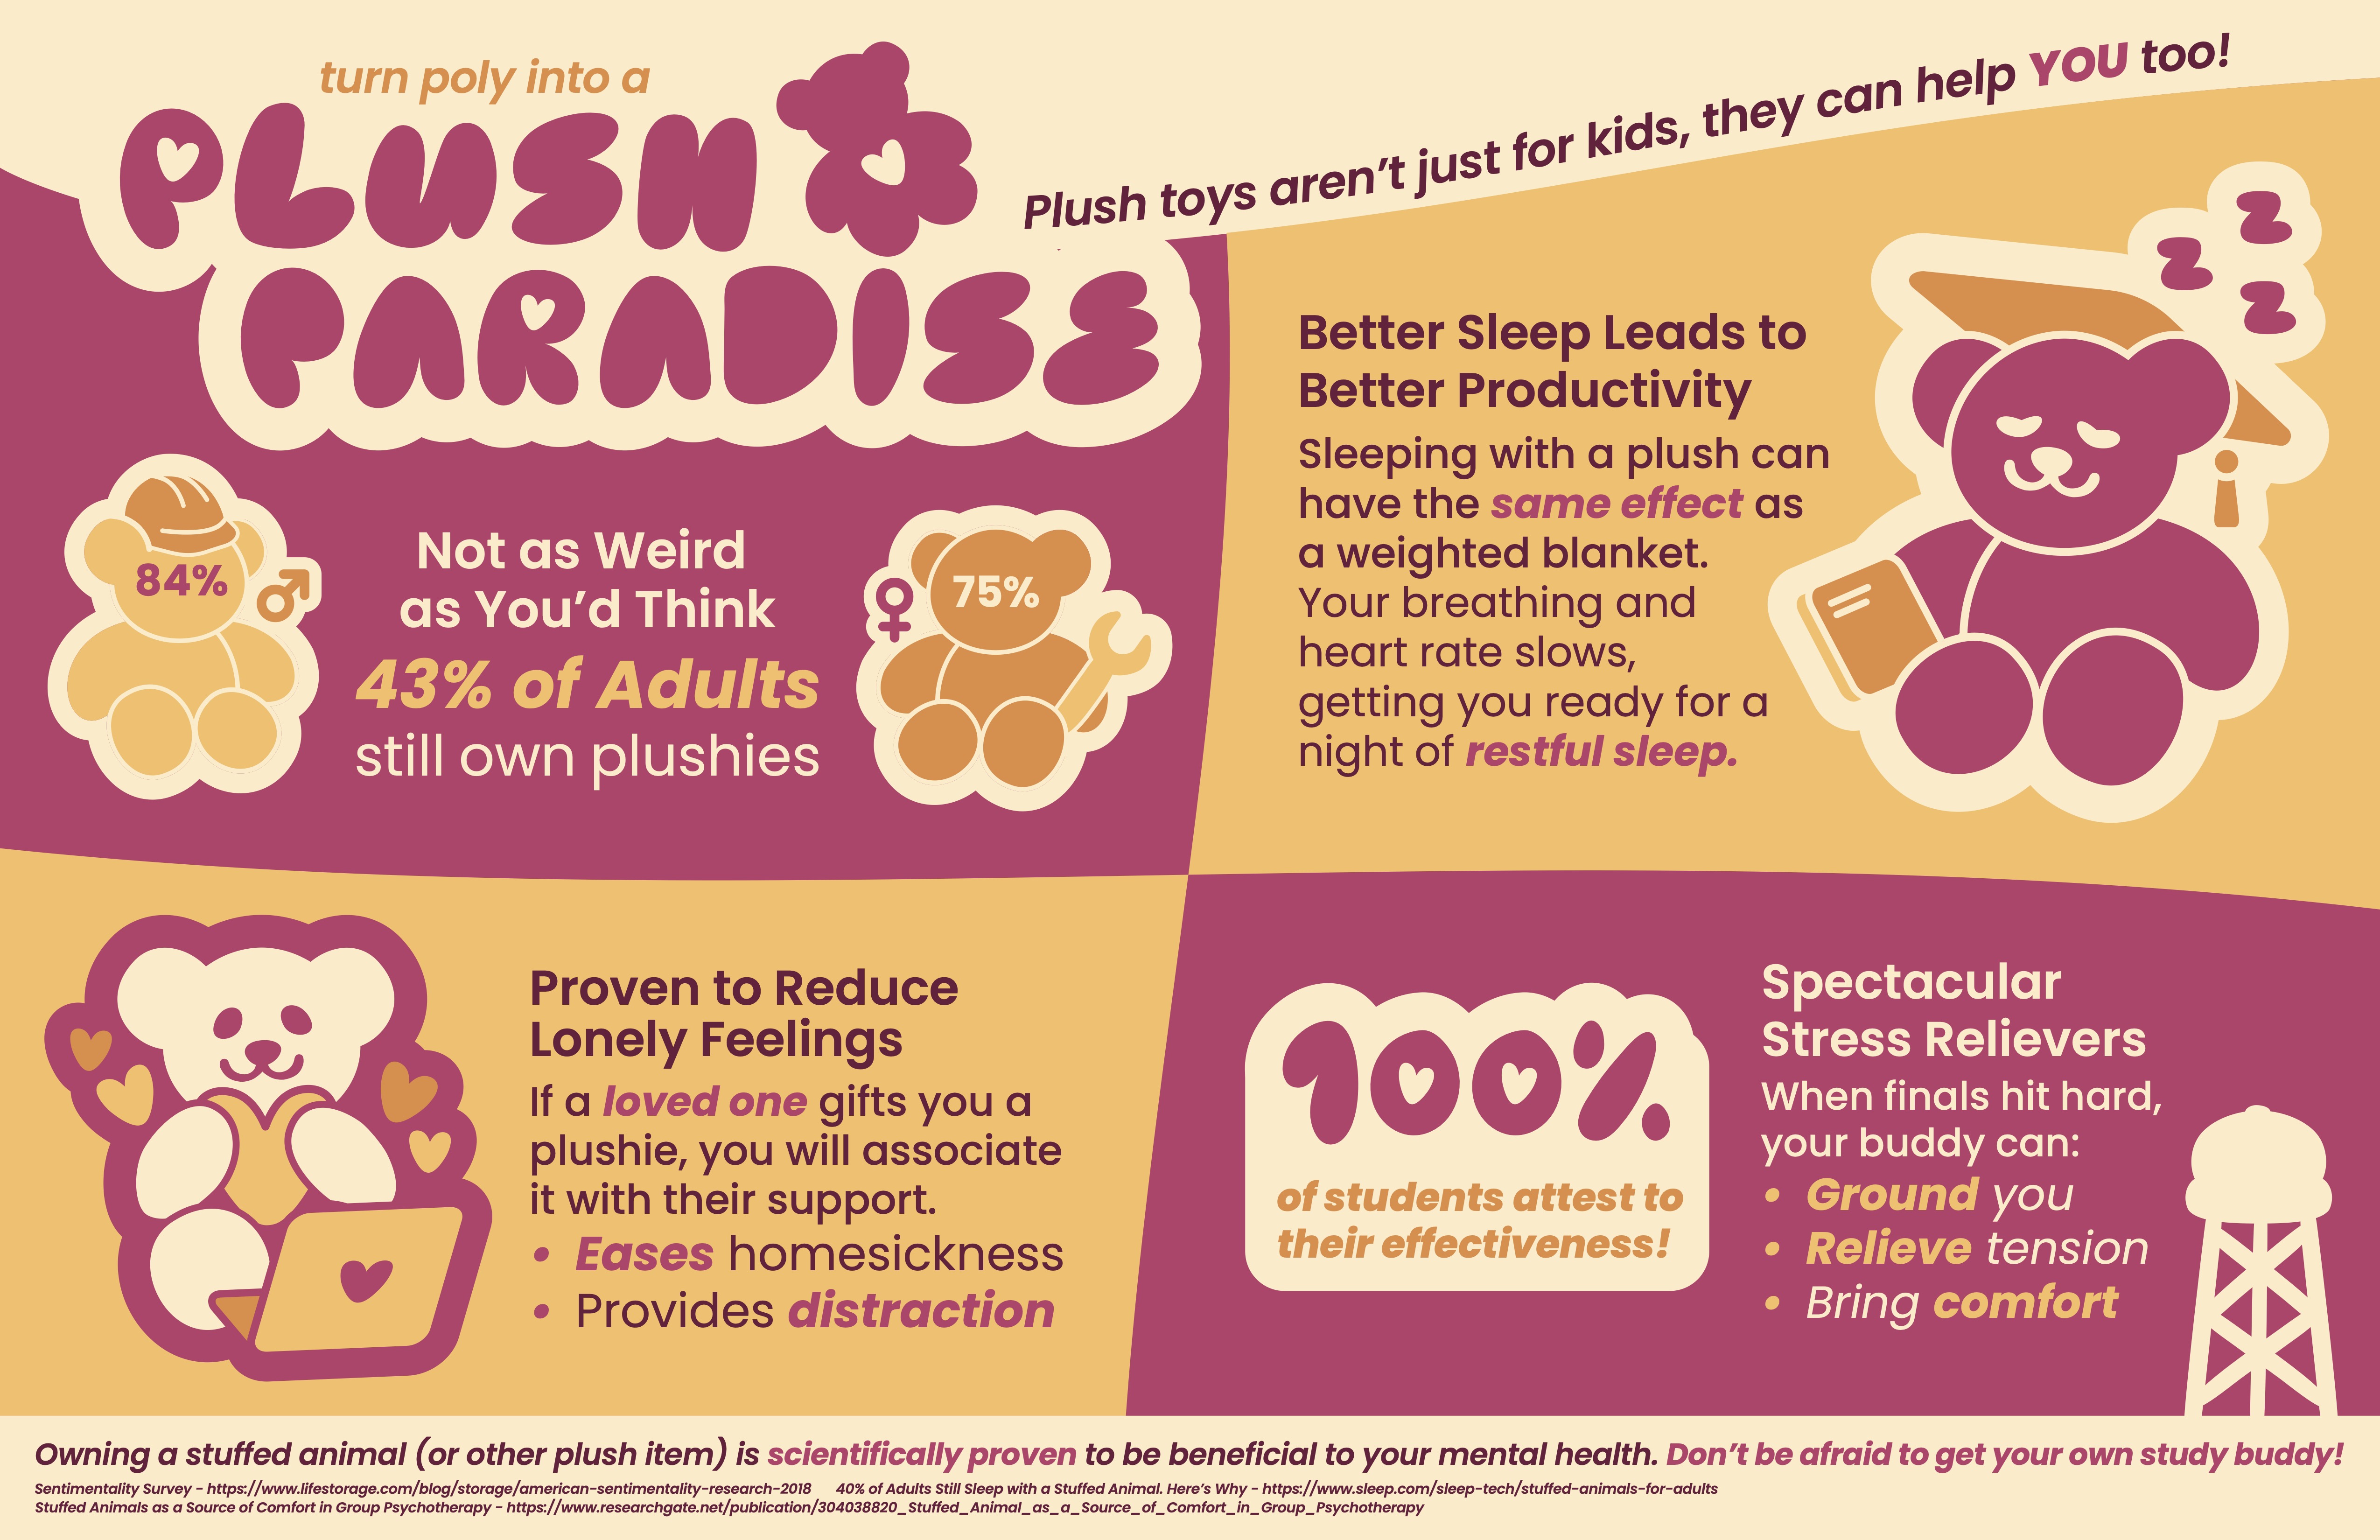 turn poly into a
PLUSH
PARADISE
Plush toys aren't just for kids, they can help YOU too!
84%
♂
Not as Weird
as You'd Think
43% of Adults
still own plushies
♀
75%
Better Sleep Leads to
Better Productivity
Sleeping with a plush can
have the same effect as
a weighted blanket.
Your breathing and
heart rate slows,
getting you ready for a
night of restful sleep.
z
z
z
Proven to Reduce
Lonely Feelings
If a loved one gifts you a
plushie, you will associate
it with their support.
• Eases homesickness
• Provides distraction
100%
of students attest to
their effectiveness!
Spectacular
Stress Relievers
When finals hit hard,
your buddy can:
• Ground you
• Relieve tension
• Bring comfort
Owning a stuffed animal (or other plush item) is scientifically proven to be beneficial to your mental health. Don't be afraid to get your own study buddy!
Sentimentality Survey - https://www.lifestorage.com/blog/storage/american-sentimentality-research-2018 40% of Adults Still Sleep with a Stuffed Animal. Here's Why - https://www.sleep.com/sleep-tech/stuffed-animals-for-adults
Stuffed Animals as a Source of Comfort in Group Psychotherapy - https://www.researchgate.net/publication/304038820_Stuffed_Animal_as_a_Source_of_Comfort_in_Group_Psychotherapy